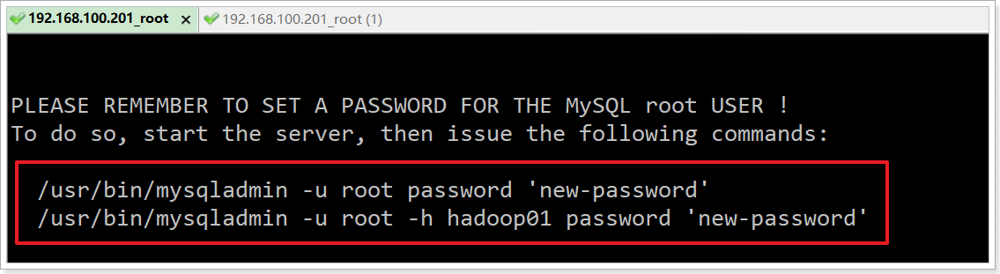 192.168.100.201_root
192.168.100.201_root (1)
PLEASE REMEMBER TO SET A PASSWORD FOR THE MySQL root USER !
To do so, start the server, then issue the following commands:
/usr/bin/mysqladmin -u root password 'new-password'
/usr/bin/mysqladmin -u root -h hadoop01 password 'new-password'